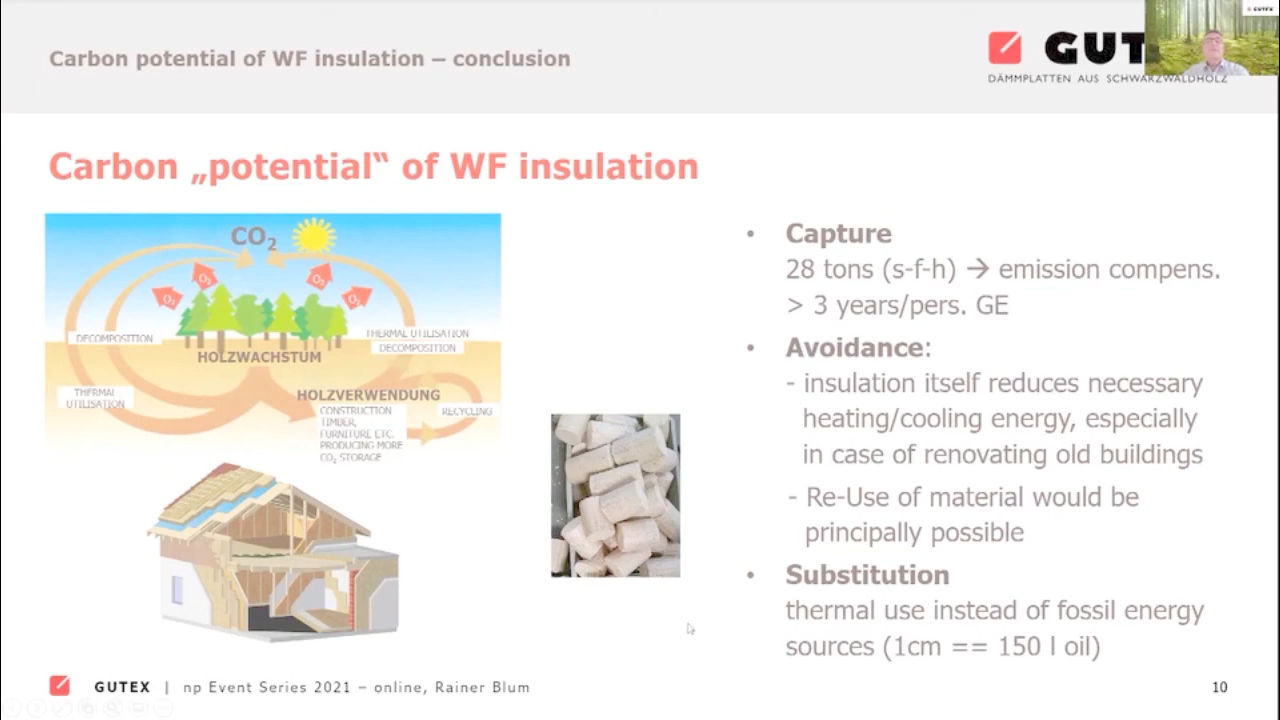 Carbon potential of WF insulation – conclusion
GUTEX
DÄMMPLATTEN AUS SCHWARZWALDHOLZ
Carbon „potential“ of WF insulation
CO2
O2 O2
O2 O2
DECOMPOSITION
THERMAL UTILISATION
DECOMPOSITION
HOLZWACHSTUM
THERMAL
UTILISATION
HOLZVERWENDUNG
CONSTRUCTION
TIMBER,
FURNITURE ETC.
PRODUCING MORE
CO2 STORAGE
RECYCLING
• Capture
28 tons (s-f-h) → emission compens.
> 3 years/pers. GE
• Avoidance:
- insulation itself reduces necessary
heating/cooling energy, especially
in case of renovating old buildings
- Re-Use of material would be
principally possible
• Substitution
thermal use instead of fossil energy
sources (1cm == 150 l oil)
GUTEX | np Event Series 2021 – online, Rainer Blum
10